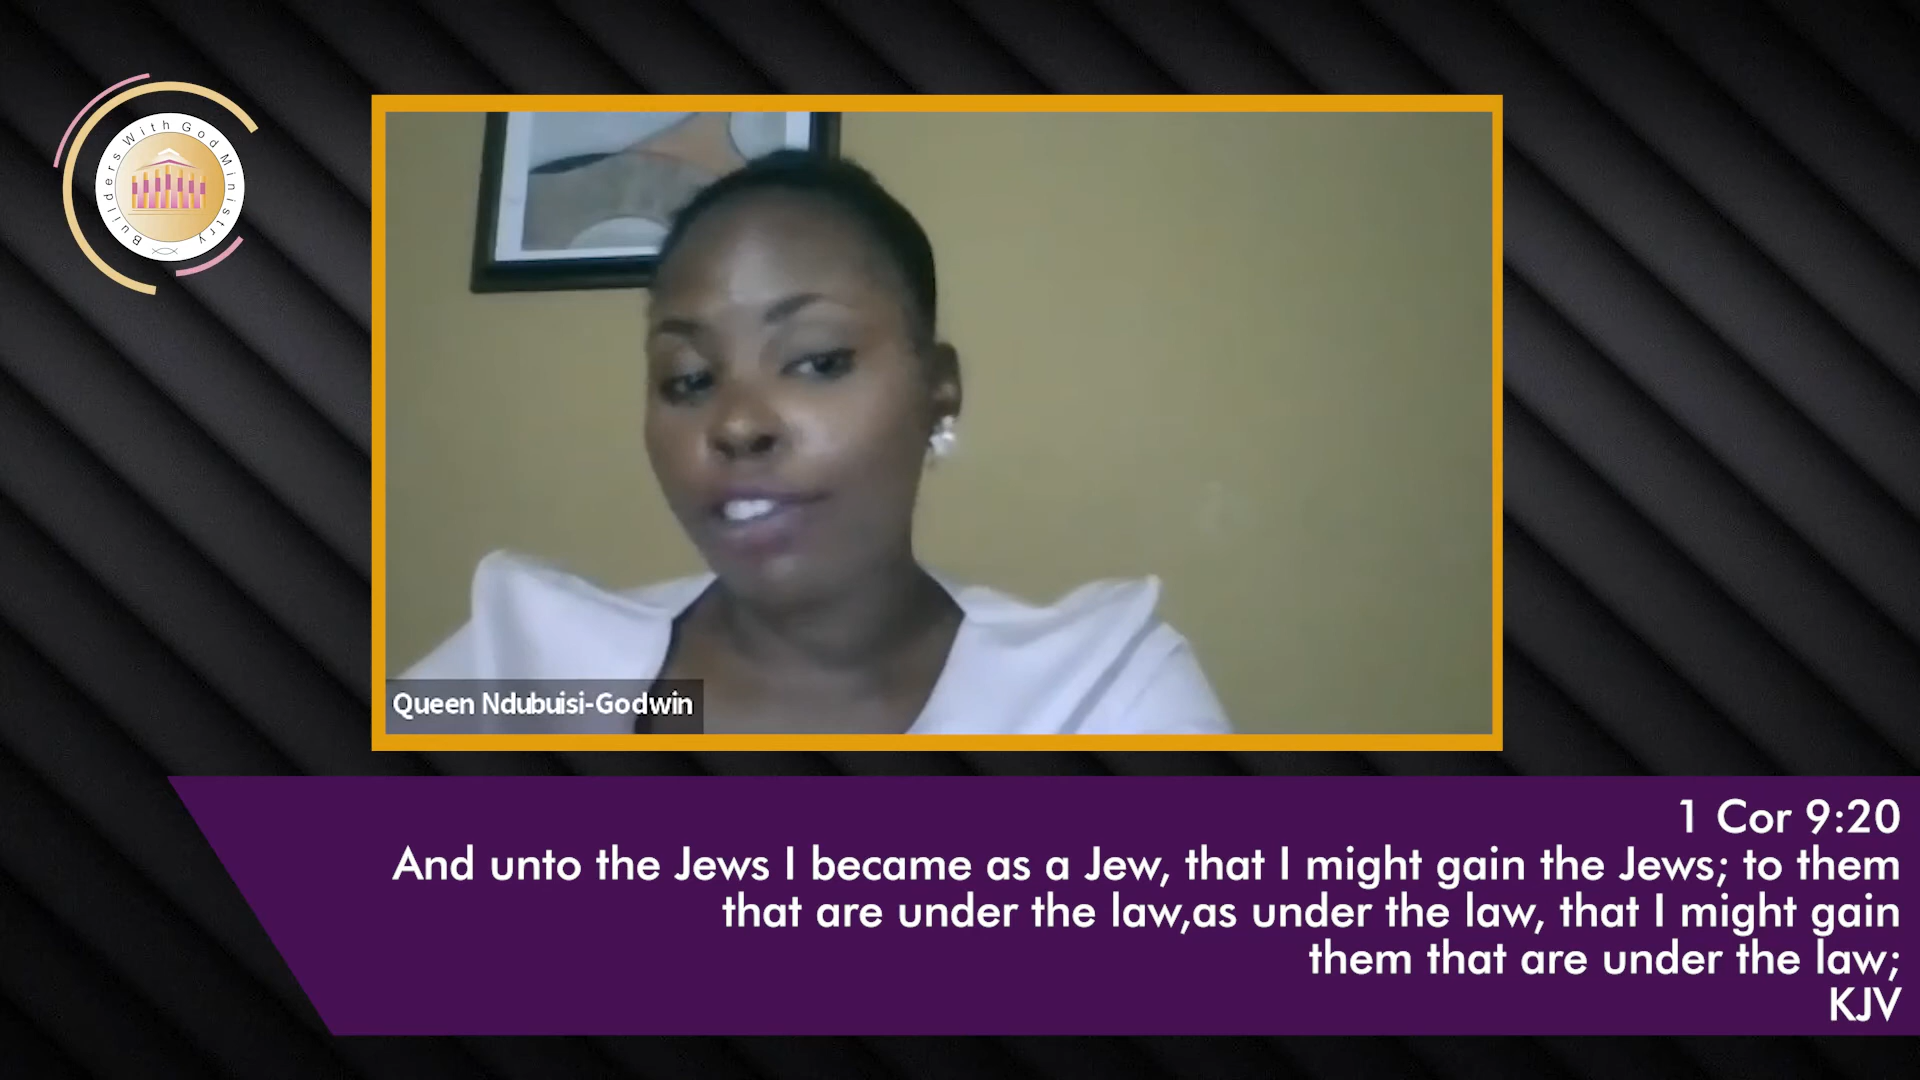 Builders With God Ministry
Queen Ndubuisi-Godwin
1 Cor 9:20
And unto the Jews I became as a Jew, that I might gain the Jews; to them
that are under the law,as under the law, that I might gain
them that are under the law;
KJV